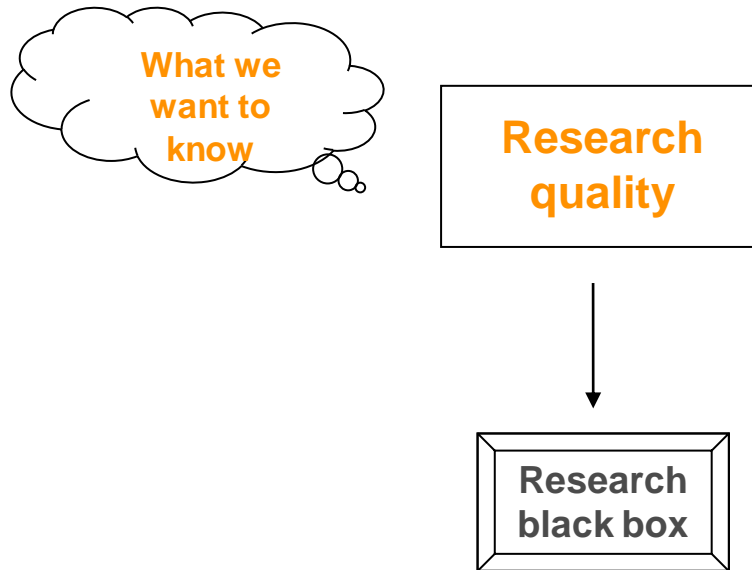 What we
want to
know
Research
quality
Research
black box